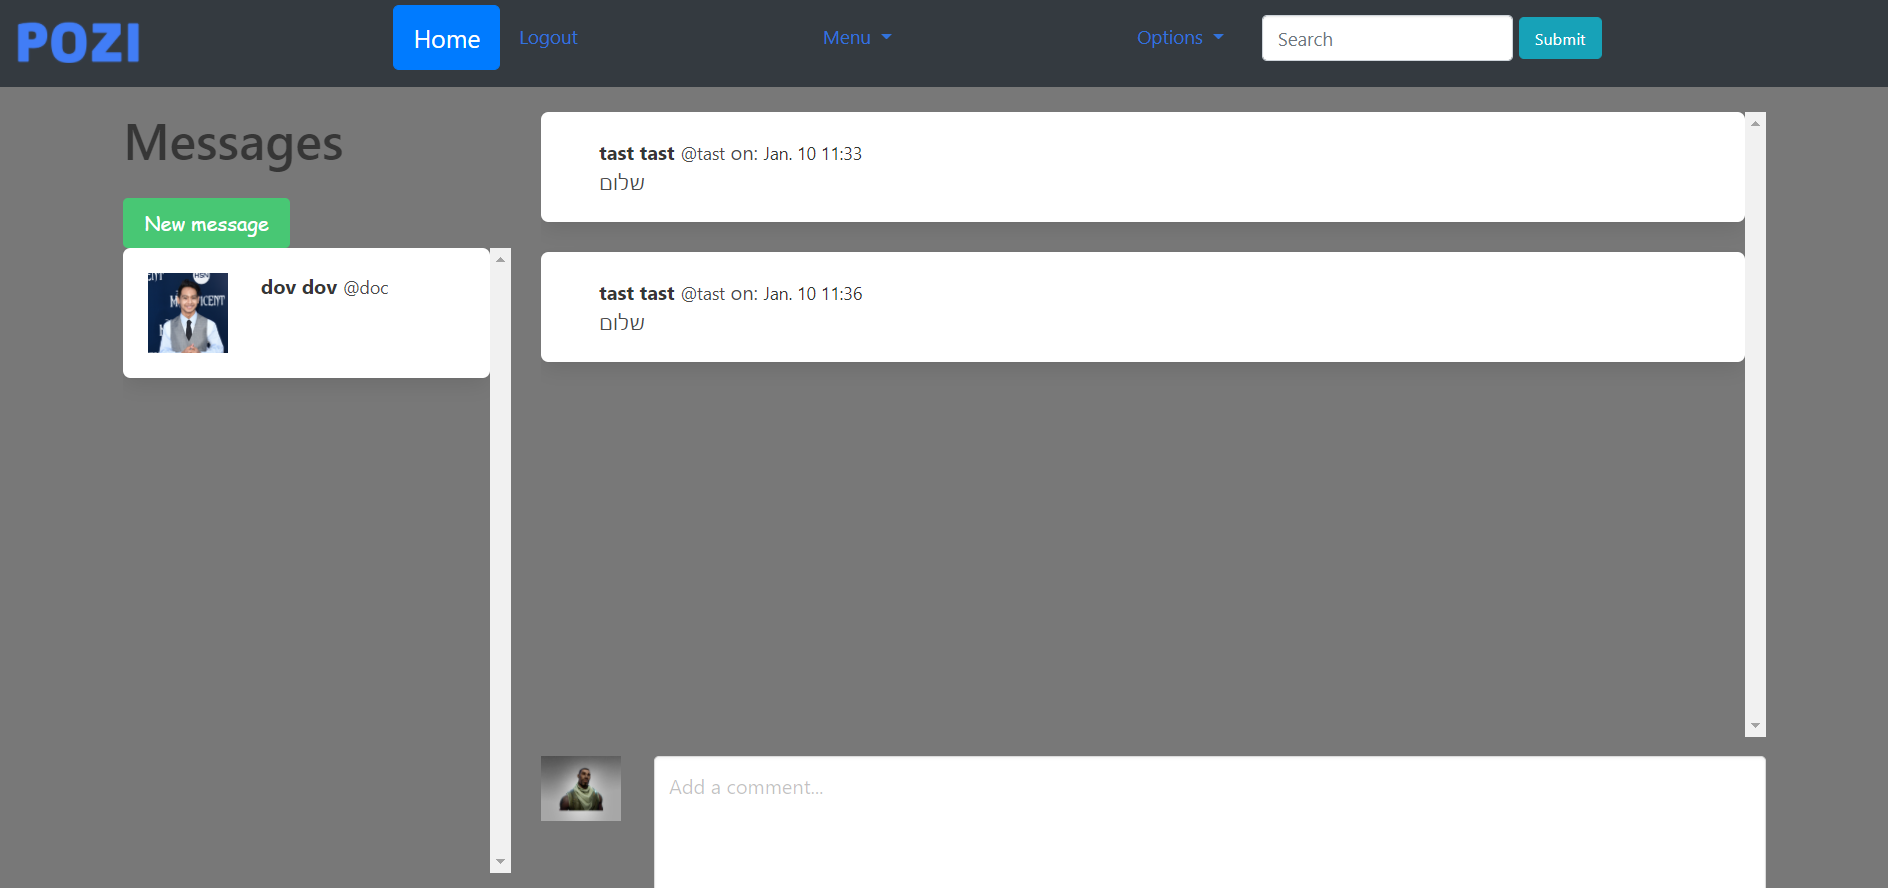 POZI
Home
Logout
Menu
Options
Search
Submit
Messages
New message
dov dov @doc
tast tast @tast on: Jan. 10 11:33
שלום
tast tast @tast on: Jan. 10 11:36
שלום
Add a comment...